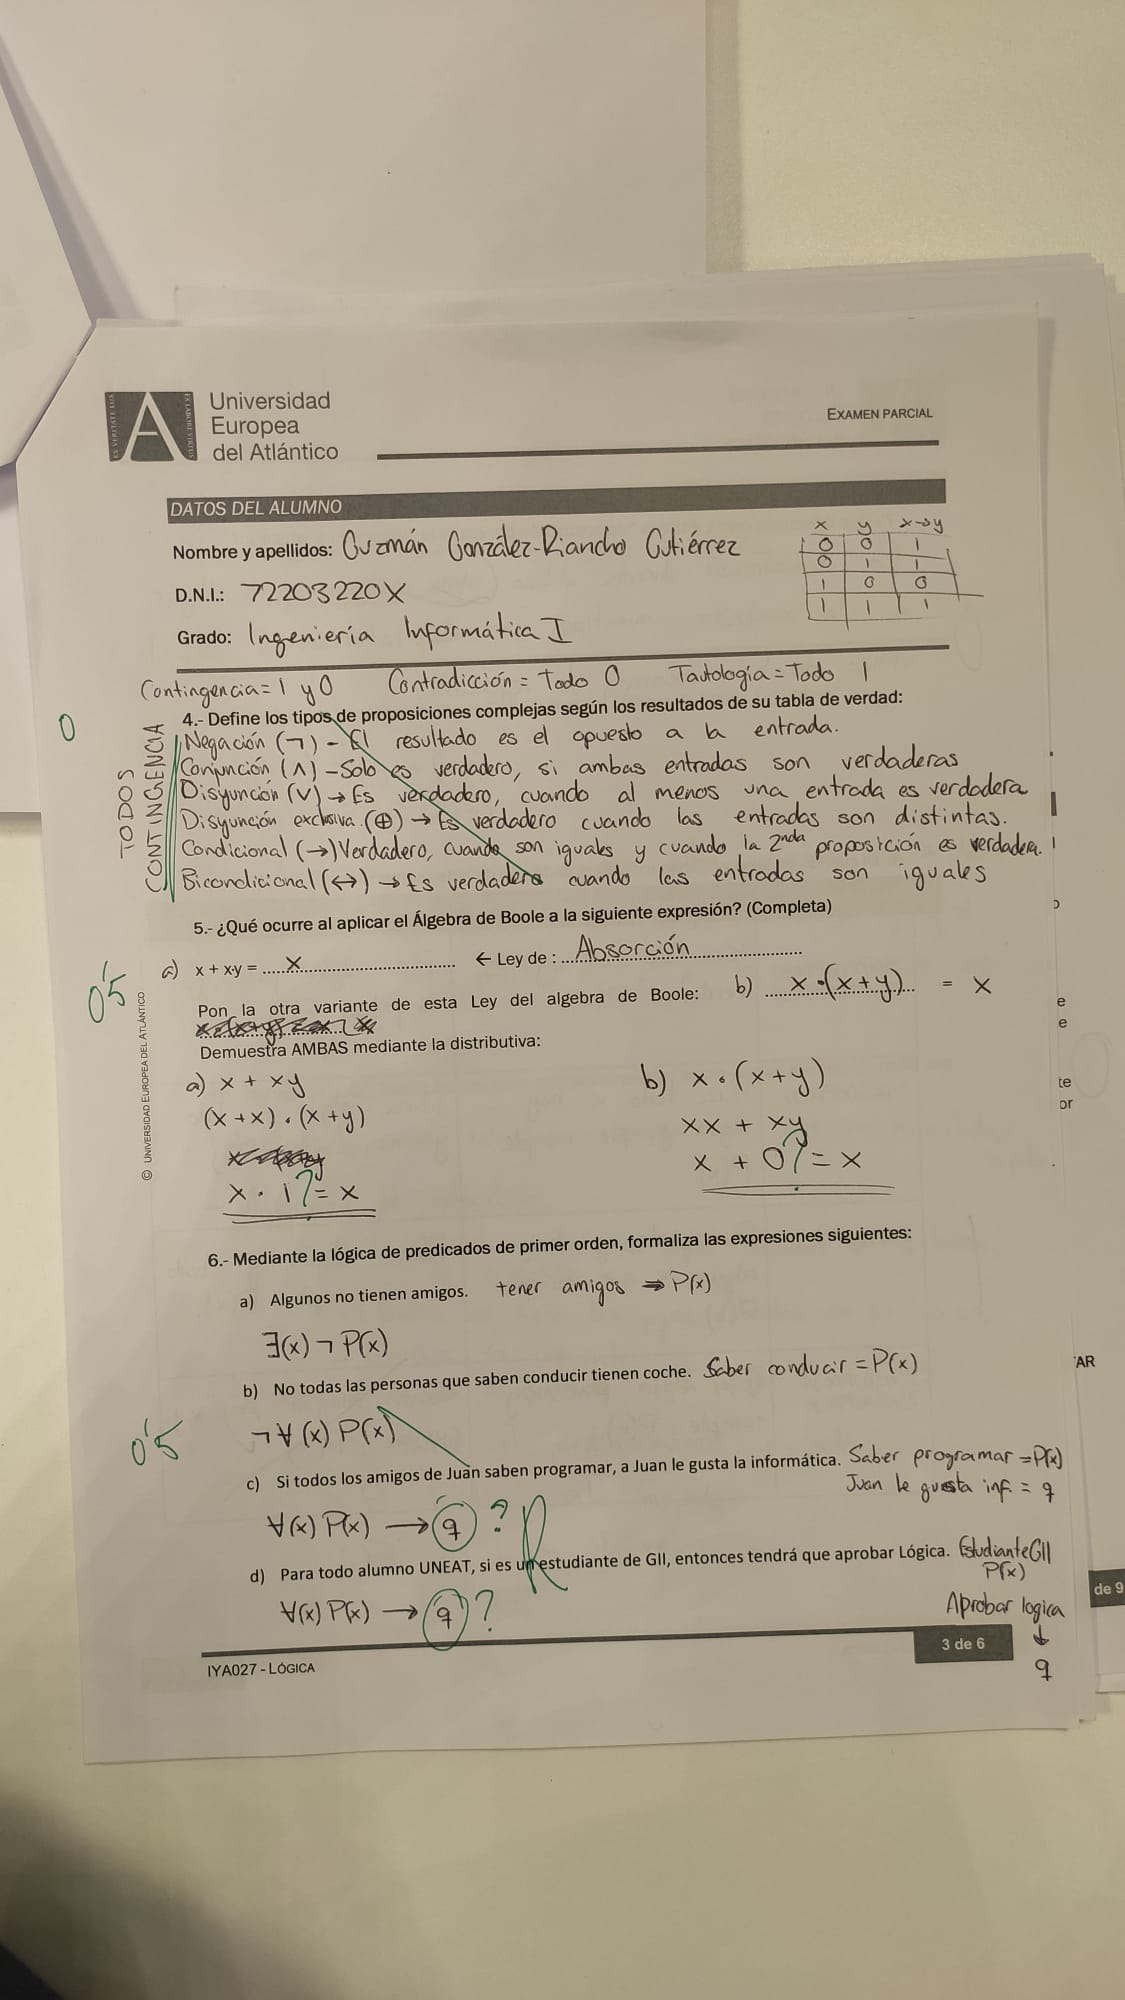 Universidad
Europea
del Atlántico
EXAMEN PARCIAL
DATOS DEL ALUMNO
Nombre y apellidos: Guzmán González-Riancho Gutiérrez
D.N.I.: 72203220X
Grado: Ingeniería Informática I
x y x→y
0 0 1
0 1 1
1 0 0
1 1 1
Contingencia = 1 y 0 Contradicción = Todo 0 Tautología = Todo 1
4.- Define los tipos de proposiciones complejas según los resultados de su tabla de verdad:
0
TODOS
CONTINGENCIA
Negación (¬) - El resultado es el opuesto a la entrada.
Conjunción (∧) - Solo es verdadero, si ambas entradas son verdaderas
Disyunción (∨) → Es verdadero, cuando al menos una entrada es verdadera
Disyunción exclusiva (⊕) → Es verdadero cuando las entradas son distintas.
Condicional (→) Verdadero, cuando son iguales y cuando la 2nda proposición es verdadera.
Bicondicional (↔) → Es verdadero cuando las entradas son iguales
5.- ¿Qué ocurre al aplicar el Álgebra de Boole a la siguiente expresión? (Completa)
0'5
a) x + x·y = x ← Ley de : Absorción
Pon la otra variante de esta Ley del algebra de Boole: b) x·(x+y) = x
Demuestra AMBAS mediante la distributiva:
a) x + xy
(x+x)·(x+y)
x · 1 ? = x
b) x · (x+y)
xx + xy
x + 0 ? = x
6.- Mediante la lógica de predicados de primer orden, formaliza las expresiones siguientes:
a) Algunos no tienen amigos. tener amigos ⇒ P(x)
∃(x) ¬ P(x)
b) No todas las personas que saben conducir tienen coche. Saber conducir = P(x)
0'5
¬∀(x) P(x)
c) Si todos los amigos de Juan saben programar, a Juan le gusta la informática. Saber programar = P(x)
Juan le gusta inf. = q
∀(x) P(x) → q ? R
d) Para todo alumno UNEAT, si es un estudiante de GII, entonces tendrá que aprobar Lógica. Estudiante GII
P(x)
∀(x) P(x) → q ?
Aprobar logica
↓
q
IYA027 - LÓGICA
3 de 6
© UNIVERSIDAD EUROPEA DEL ATLÁNTICO
e
e
te
or
AR
de 9